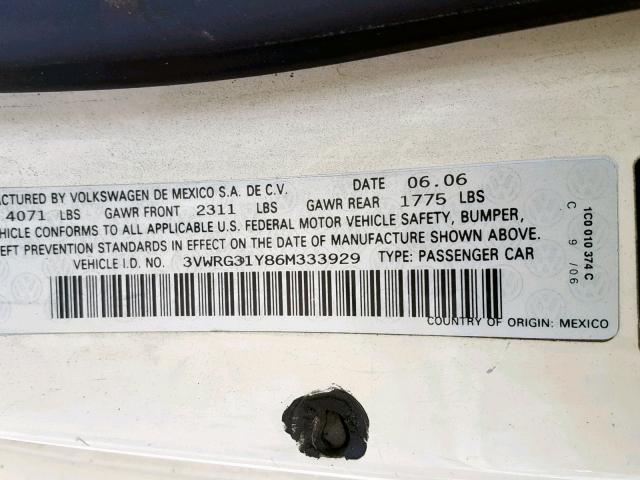 ACTURED BY VOLKSWAGEN DE MEXICO S.A. DE C.V. DATE 06.06
4071 LBS GAWR FRONT 2311 LBS GAWR REAR 1775 LBS
HICLE CONFORMS TO ALL APPLICABLE U.S. FEDERAL MOTOR VEHICLE SAFETY, BUMPER,
EFT PREVENTION STANDARDS IN EFFECT ON THE DATE OF MANUFACTURE SHOWN ABOVE.
VEHICLE I.D. NO. 3VWRG31Y86M333929 TYPE: PASSENGER CAR
COUNTRY OF ORIGIN: MEXICO
1C0 010 374 C
C 9 /06